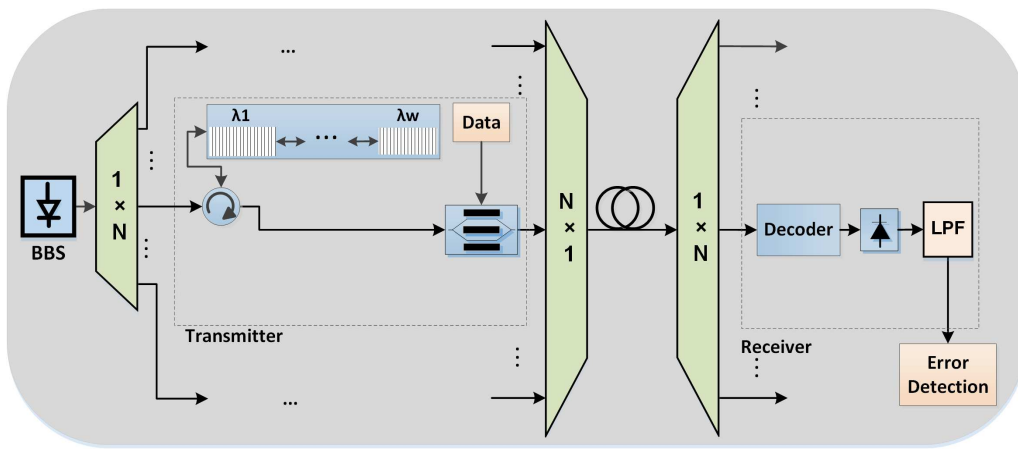 ...
λ1
λw
...
Data
1
×
N
BBS
N
×
1
1
×
N
Decoder
LPF
Transmitter
Receiver
Error
Detection
...